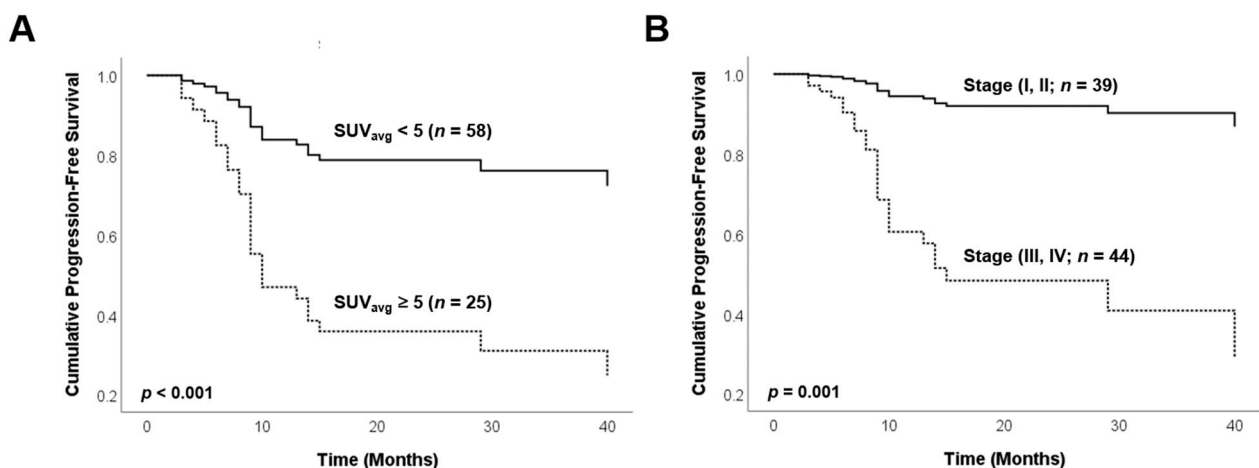 A
Cumulative Progression-Free Survival
1.0
0.8
0.6
0.4
0.2
SUVavg < 5 (n = 58)
SUVavg ≥ 5 (n = 25)
p < 0.001
0 10 20 30 40
Time (Months)
B
Cumulative Progression-Free Survival
1.0
0.8
0.6
0.4
0.2
Stage (I, II; n = 39)
Stage (III, IV; n = 44)
p = 0.001
0 10 20 30 40
Time (Months)